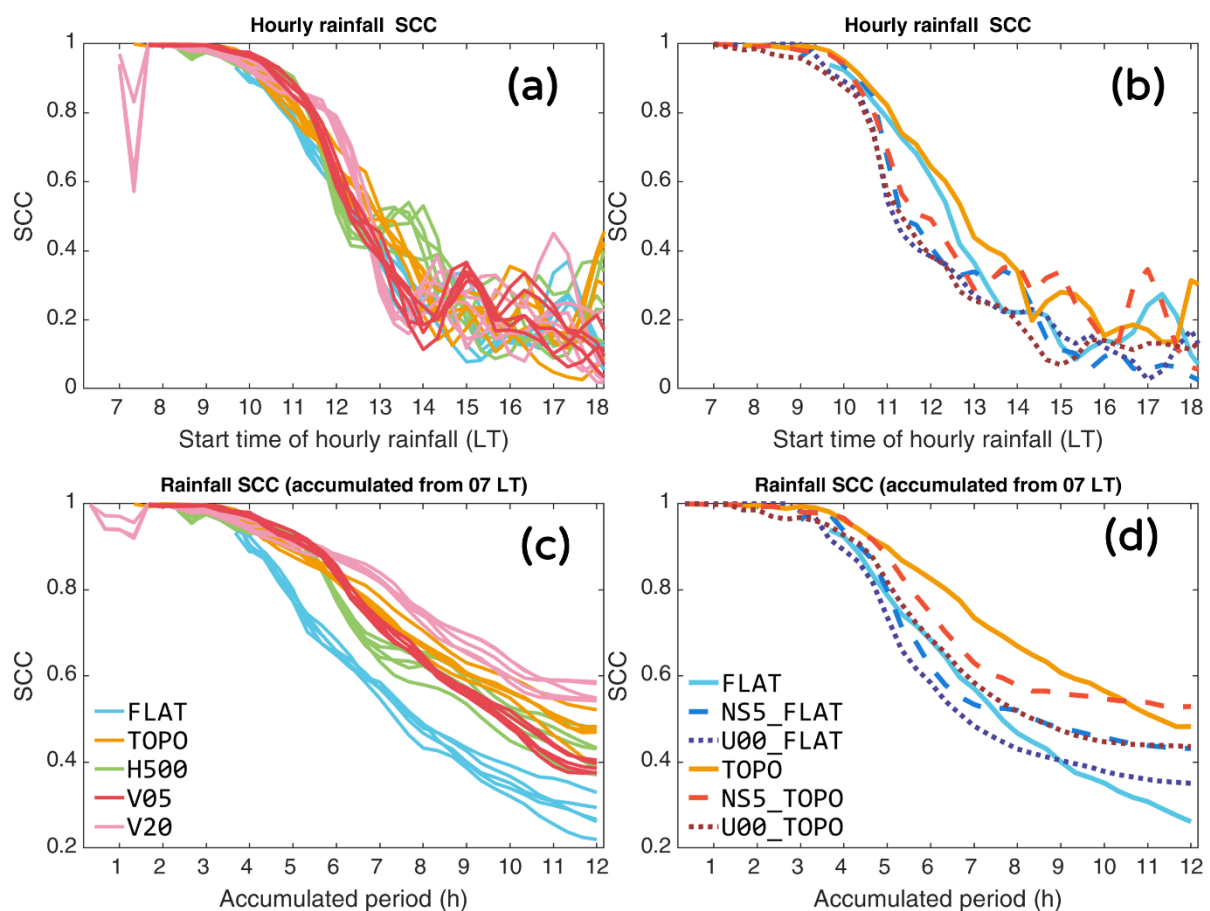 Hourly rainfall SCC
(a)
SCC
1
0.8
0.6
0.4
0.2
0
7 8 9 10 11 12 13 14 15 16 17 18
Start time of hourly rainfall (LT)
Hourly rainfall SCC
(b)
SCC
1
0.8
0.6
0.4
0.2
0
7 8 9 10 11 12 13 14 15 16 17 18
Start time of hourly rainfall (LT)
Rainfall SCC (accumulated from 07 LT)
(c)
SCC
1
0.8
0.6
0.4
0.2
FLAT
TOPO
H500
V05
V20
1 2 3 4 5 6 7 8 9 10 11 12
Accumulated period (h)
Rainfall SCC (accumulated from 07 LT)
(d)
SCC
1
0.8
0.6
0.4
0.2
FLAT
NS5_FLAT
U00_FLAT
TOPO
NS5_TOPO
U00_TOPO
1 2 3 4 5 6 7 8 9 10 11 12
Accumulated period (h)